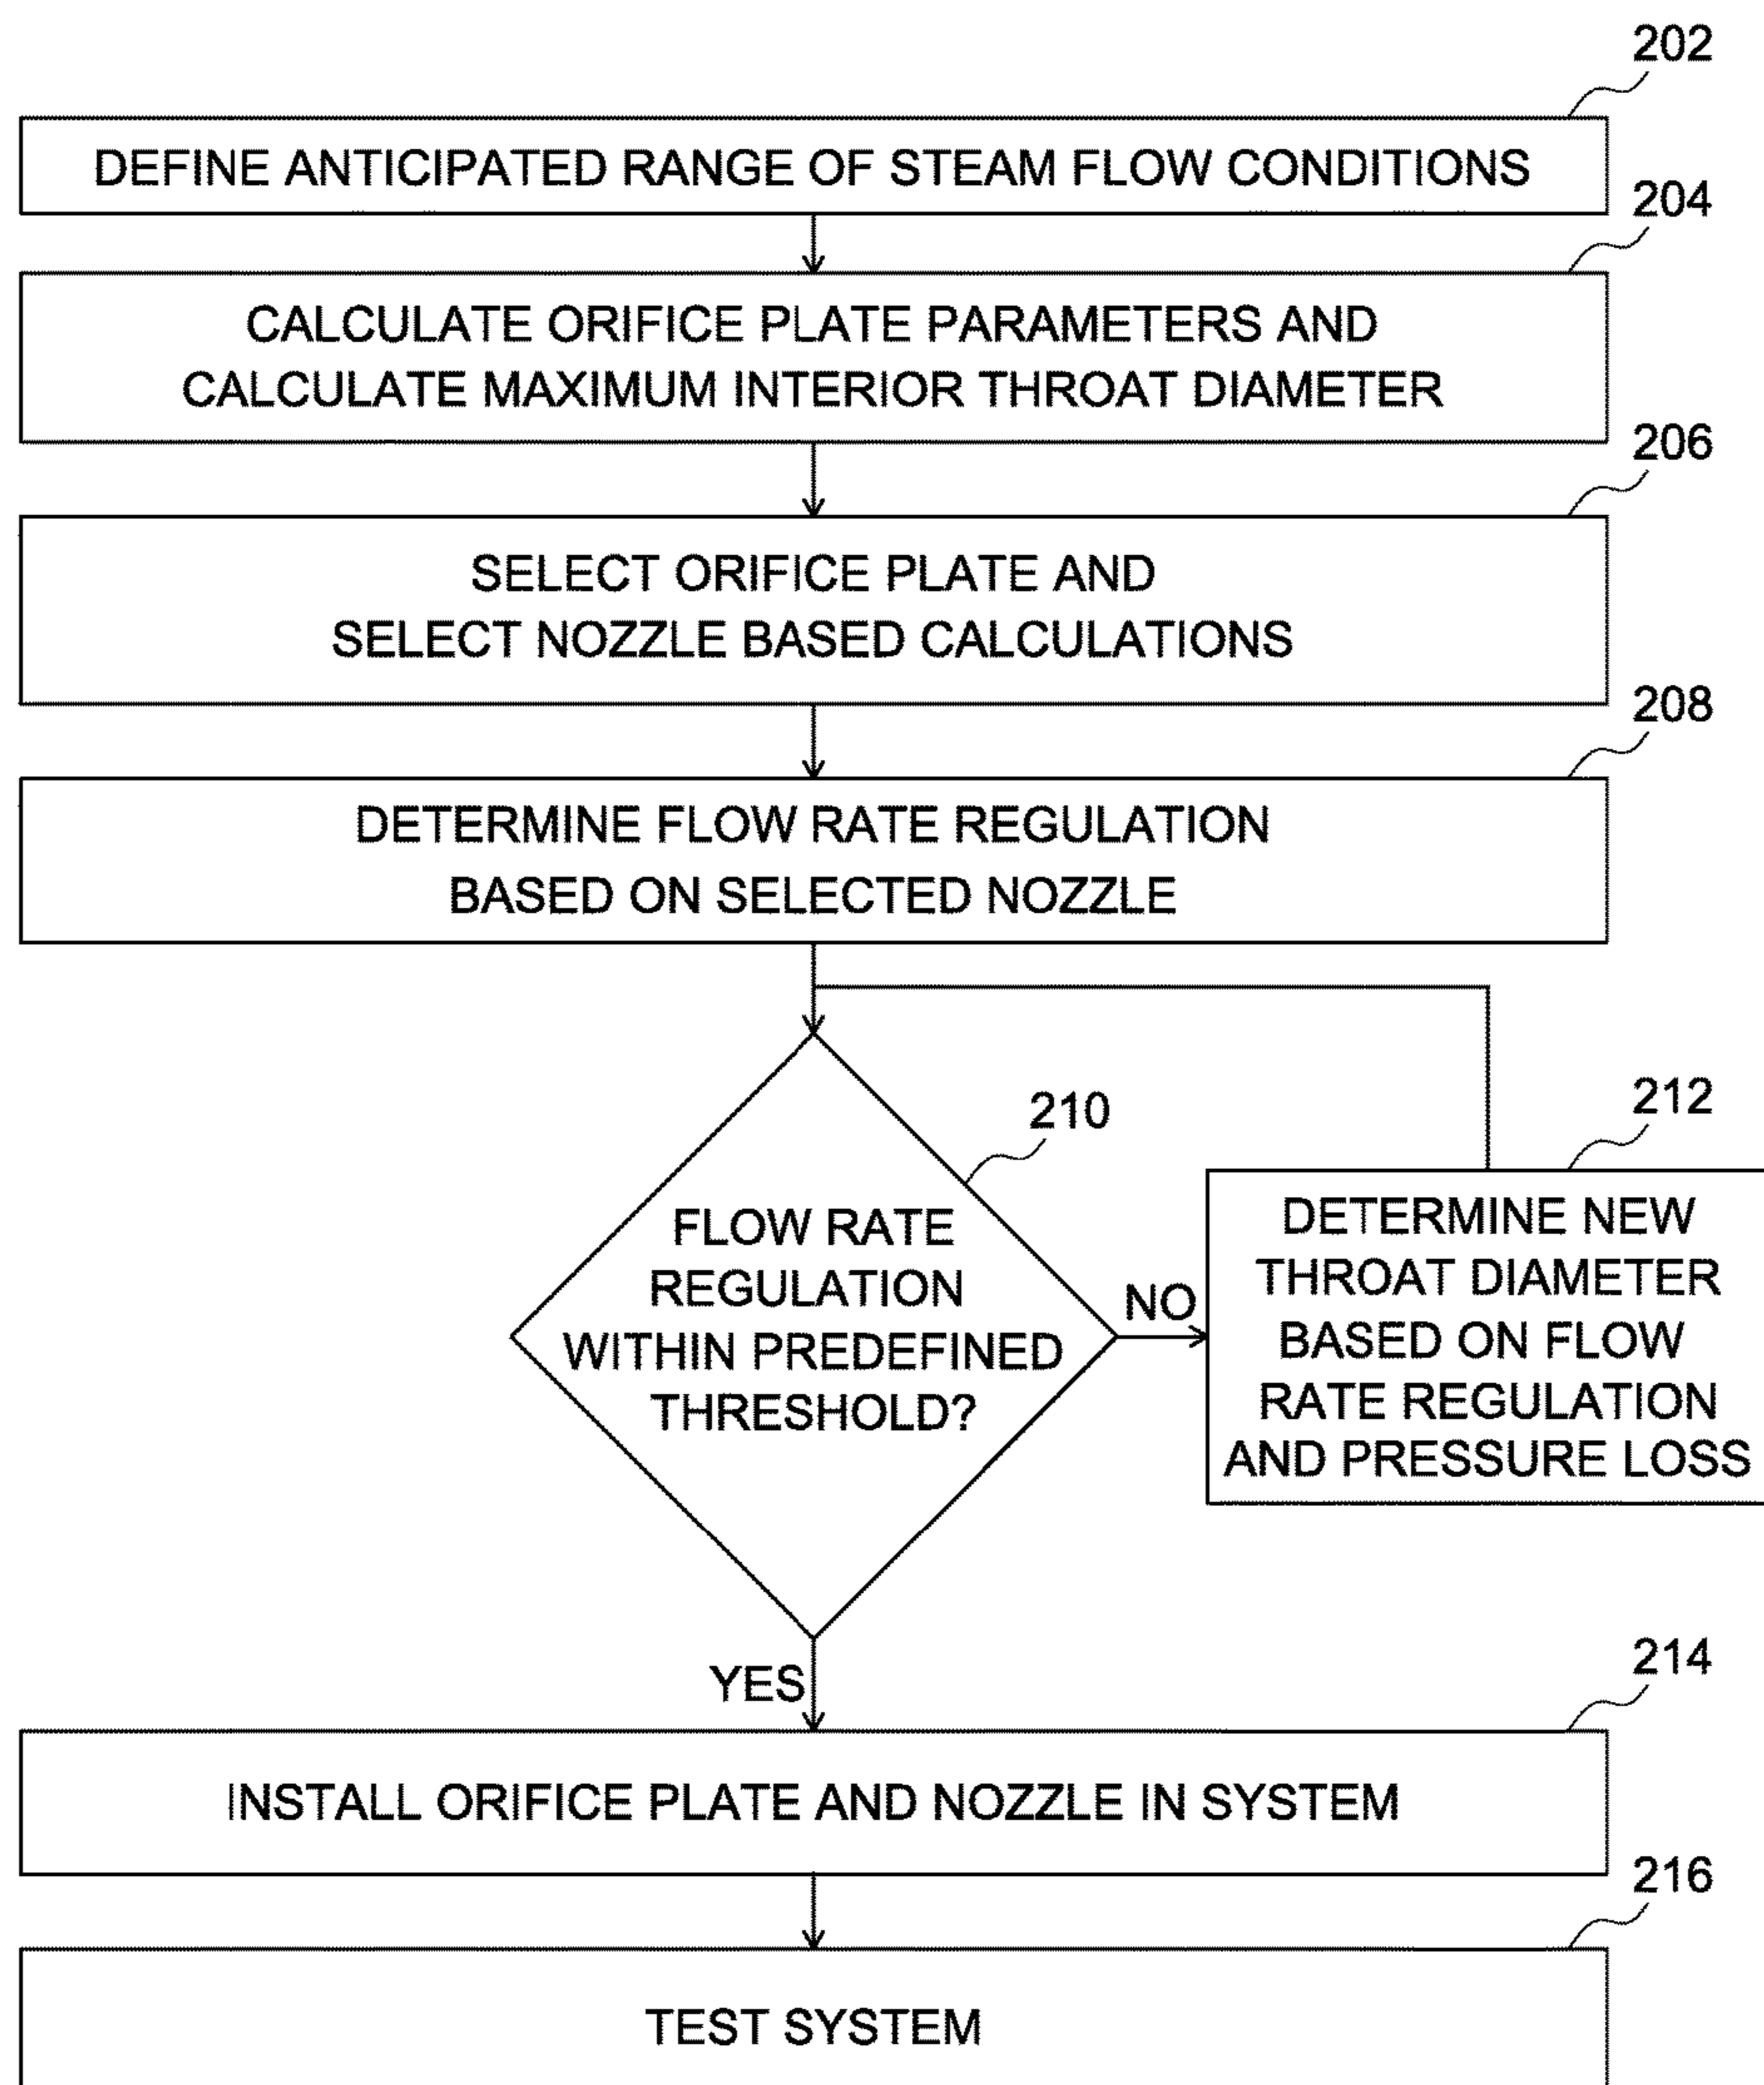 202
DEFINE ANTICIPATED RANGE OF STEAM FLOW CONDITIONS
204
CALCULATE ORIFICE PLATE PARAMETERS AND
CALCULATE MAXIMUM INTERIOR THROAT DIAMETER
206
SELECT ORIFICE PLATE AND
SELECT NOZZLE BASED CALCULATIONS
208
DETERMINE FLOW RATE REGULATION
BASED ON SELECTED NOZZLE
210
FLOW RATE
REGULATION
WITHIN PREDEFINED
THRESHOLD?
NO
212
DETERMINE NEW
THROAT DIAMETER
BASED ON FLOW
RATE REGULATION
AND PRESSURE LOSS
YES
214
INSTALL ORIFICE PLATE AND NOZZLE IN SYSTEM
216
TEST SYSTEM